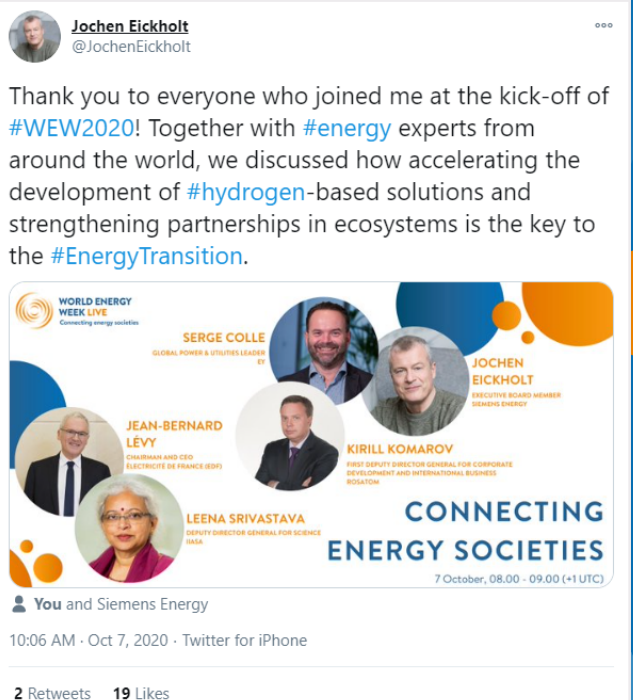 Jochen Eickholt
@JochenEickholt
Thank you to everyone who joined me at the kick-off of
#WEW2020! Together with #energy experts from
around the world, we discussed how accelerating the
development of #hydrogen-based solutions and
strengthening partnerships in ecosystems is the key to
the #EnergyTransition.
WORLD ENERGY
WEEK LIVE
Connecting energy societies
SERGE COLLE
GLOBAL POWER & UTILITIES LEADER
EY
JOCHEN
EICKHOLT
EXECUTIVE BOARD MEMBER
SIEMENS ENERGY
JEAN-BERNARD
LÉVY
CHAIRMAN AND CEO
ÉLECTRICITÉ DE FRANCE (EDF)
KIRILL KOMAROV
FIRST DEPUTY DIRECTOR GENERAL FOR CORPORATE
DEVELOPMENT AND INTERNATIONAL BUSINESS
ROSATOM
LEENA SRIVASTAVA
DEPUTY DIRECTOR GENERAL FOR SCIENCE
IIASA
CONNECTING
ENERGY SOCIETIES
7 October, 08.00 - 09.00 (+1 UTC)
You and Siemens Energy
10:06 AM · Oct 7, 2020 · Twitter for iPhone
2 Retweets 19 Likes